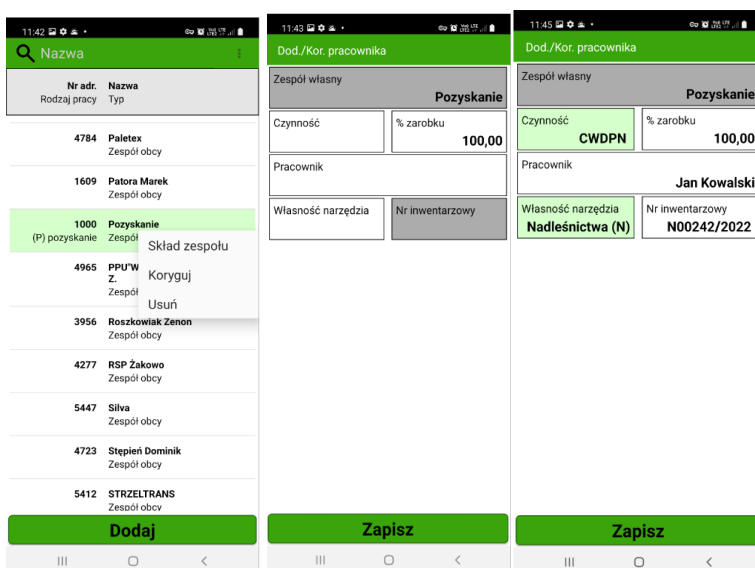 11:42
Nazwa
Nr adr. Nazwa
Rodzaj pracy Typ
4784 Paletex
Zespół obcy
1609 Patora Marek
Zespół obcy
1000 Pozyskanie
(P) pozyskanie Zespół
Skład zespołu
Koryguj
Usuń
4965 PPU"W
Z.
Zespół
3956 Roszkowiak Zenon
Zespół obcy
4277 RSP Żakowo
Zespół obcy
5447 Silva
Zespół obcy
4723 Stępień Dominik
Zespół obcy
5412 STRZELTRANS
Zespół obcy
Dodaj
11:43
Dod./Kor. pracownika
Zespół własny
Pozyskanie
Czynność % zarobku
100,00
Pracownik
Własność narzędzia Nr inwentarzowy
Zapisz
11:45
Dod./Kor. pracownika
Zespół własny
Pozyskanie
Czynność % zarobku
CWDPN 100,00
Pracownik
Jan Kowalski
Własność narzędzia Nr inwentarzowy
Nadleśnictwa (N) N00242/2022
Zapisz